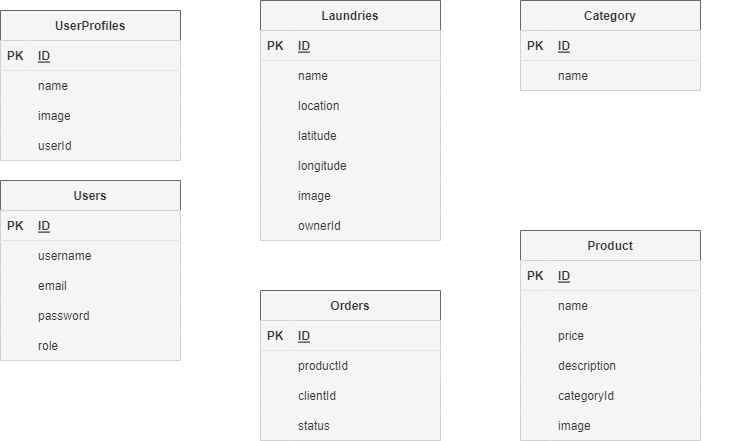 UserProfiles
PK ID
name
image
userId
Users
PK ID
username
email
password
role
Laundries
PK ID
name
location
latitude
longitude
image
ownerId
Orders
PK ID
productId
clientId
status
Category
PK ID
name
Product
PK ID
name
price
description
categoryId
image